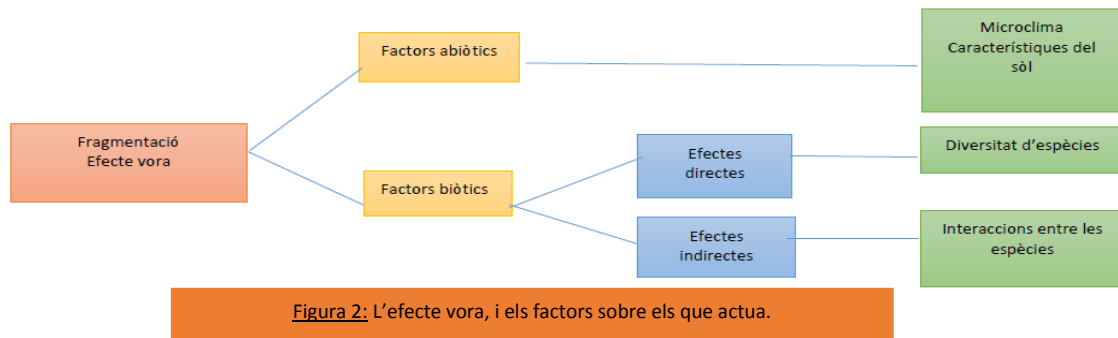 Fragmentació
Efecte vora
Factors abiòtics
Microclima
Característiques del
sòl
Factors biòtics
Efectes
directes
Diversitat d'espècies
Efectes
indirectes
Interaccions entre les
espècies
Figura 2: L'efecte vora, i els factors sobre els que actua.